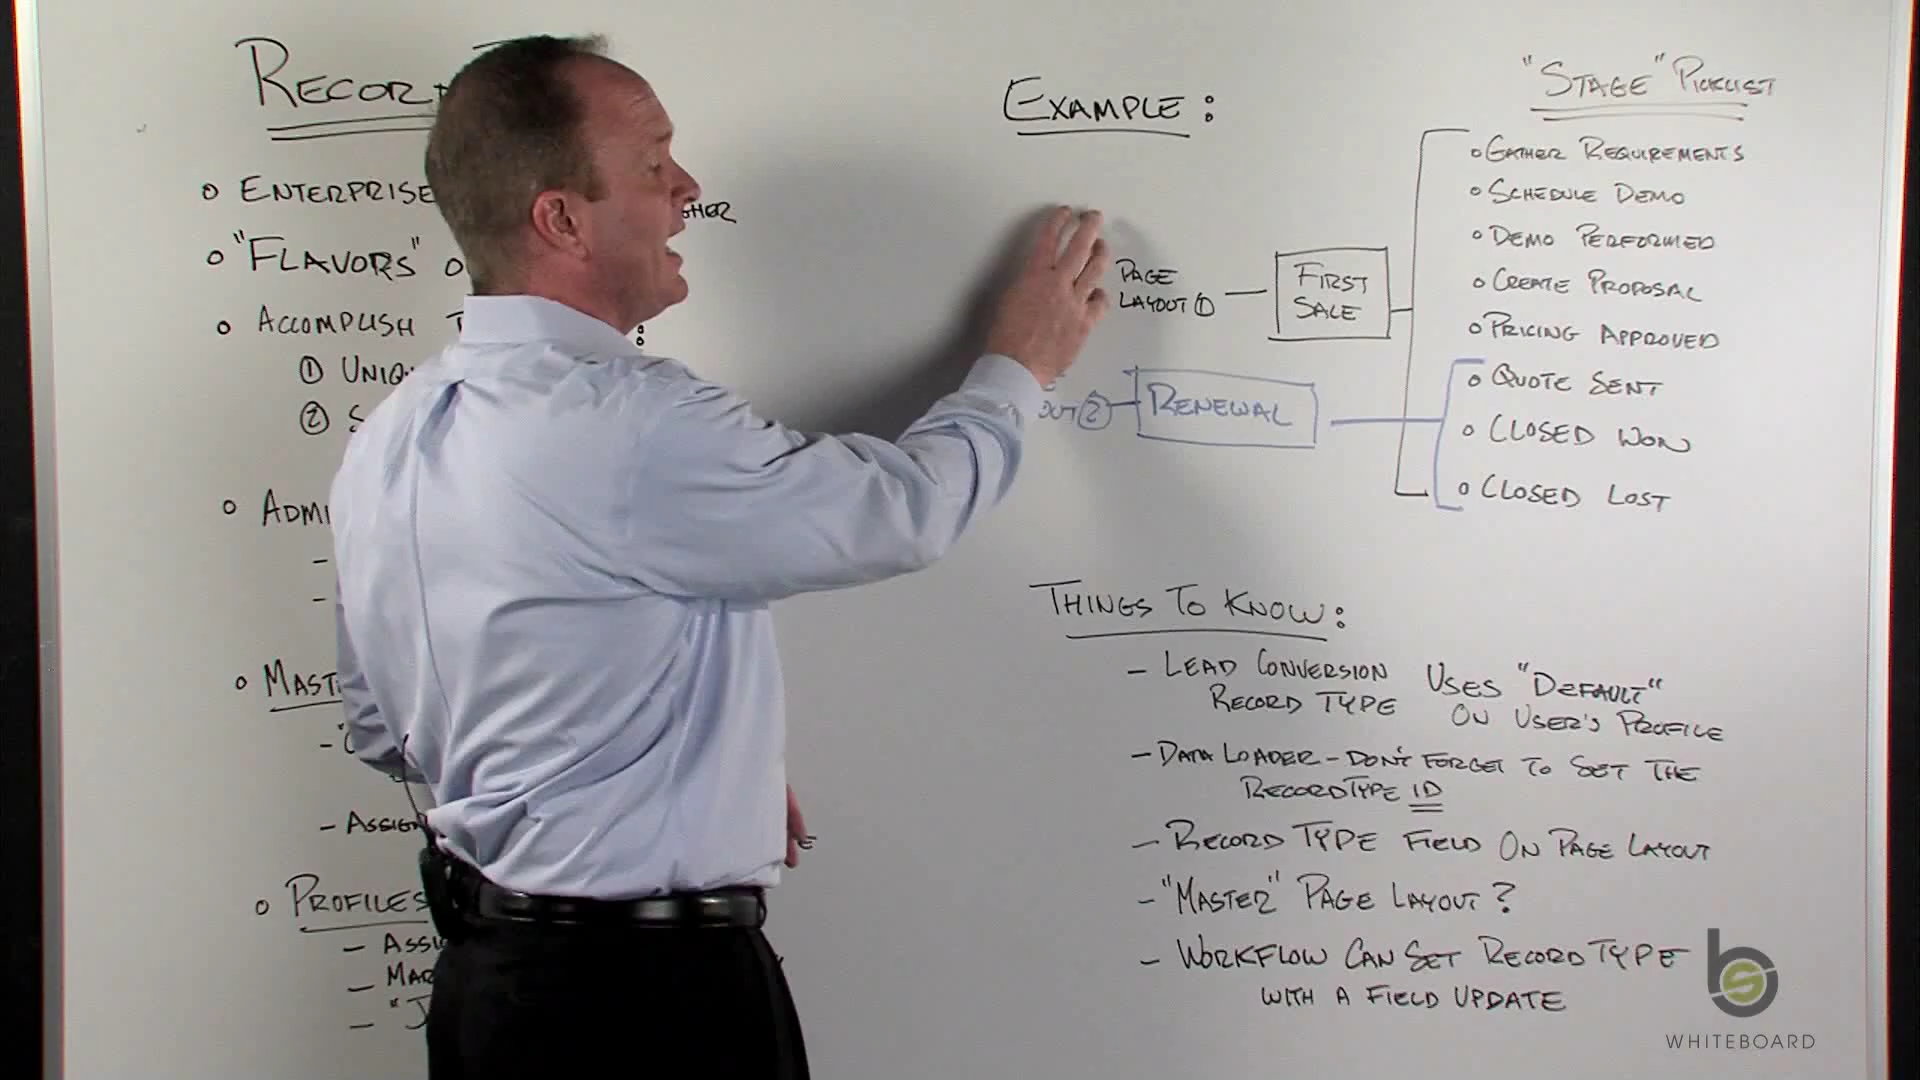 RECORD
o ENTERPRISE
o "FLAVORS"
o ACCOMPLISH
:
① UNIQ
②
o ADMI
o MAST
-
- ASSIGN
o PROFILES
- ASSI
- MAR
-
EXAMPLE:
"STAGE" PICKLIST
o GATHER REQUIREMENTS
o SCHEDULE DEMO
o DEMO PERFORMED
o CREATE PROPOSAL
o PRICING APPROVED
o QUOTE SENT
o CLOSED WON
o CLOSED LOST
PAGE
LAYOUT ①
FIRST
SALE
OUT ②
RENEWAL
THINGS TO KNOW:
- LEAD CONVERSION USES "DEFAULT"
RECORD TYPE ON USER'S PROFILE
- DATA LOADER - DON'T FORGET TO SET THE
RECORDTYPE ID
- RECORD TYPE FIELD ON PAGE LAYOUT
- "MASTER" PAGE LAYOUT?
- WORKFLOW CAN SET RECORD TYPE
WITH A FIELD UPDATE
bs
WHITEBOARD